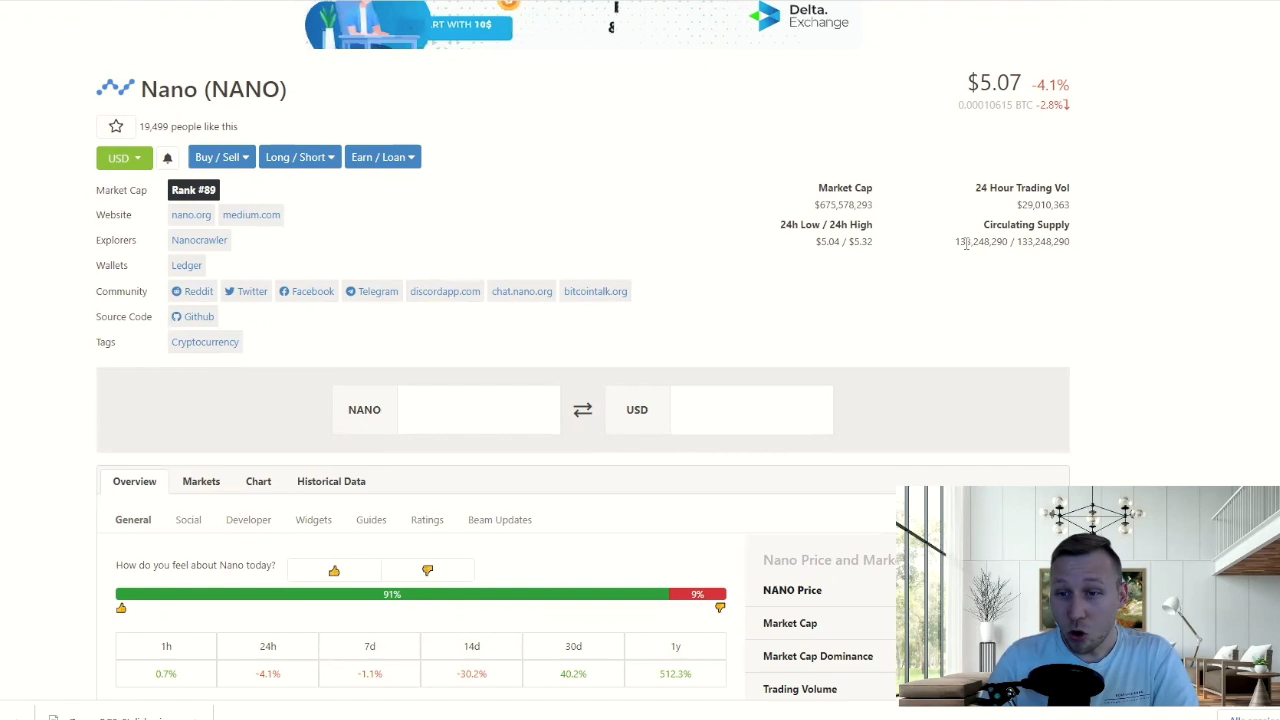 ART WITH 10$
&
Delta.
Exchange
Nano (NANO)
$5.07 -4.1%
0.00010615 BTC -2.8%
19,499 people like this
USD
Buy / Sell
Long / Short
Earn / Loan
Market Cap Rank #89
Website nano.org medium.com
Explorers Nanocrawler
Wallets Ledger
Community Reddit Twitter Facebook Telegram discordapp.com chat.nano.org bitcointalk.org
Source Code Github
Tags Cryptocurrency
Market Cap 24 Hour Trading Vol
$675,578,293 $29,010,363
24h Low / 24h High Circulating Supply
$5.04 / $5.32 133,248,290 / 133,248,290
NANO USD
Overview Markets Chart Historical Data
General Social Developer Widgets Guides Ratings Beam Updates
How do you feel about Nano today?
91% 9%
1h 24h 7d 14d 30d 1y
0.7% -4.1% -1.1% -30.2% 40.2% 512.3%
Nano Price and Mark
NANO Price
Market Cap
Market Cap Dominance
Trading Volume